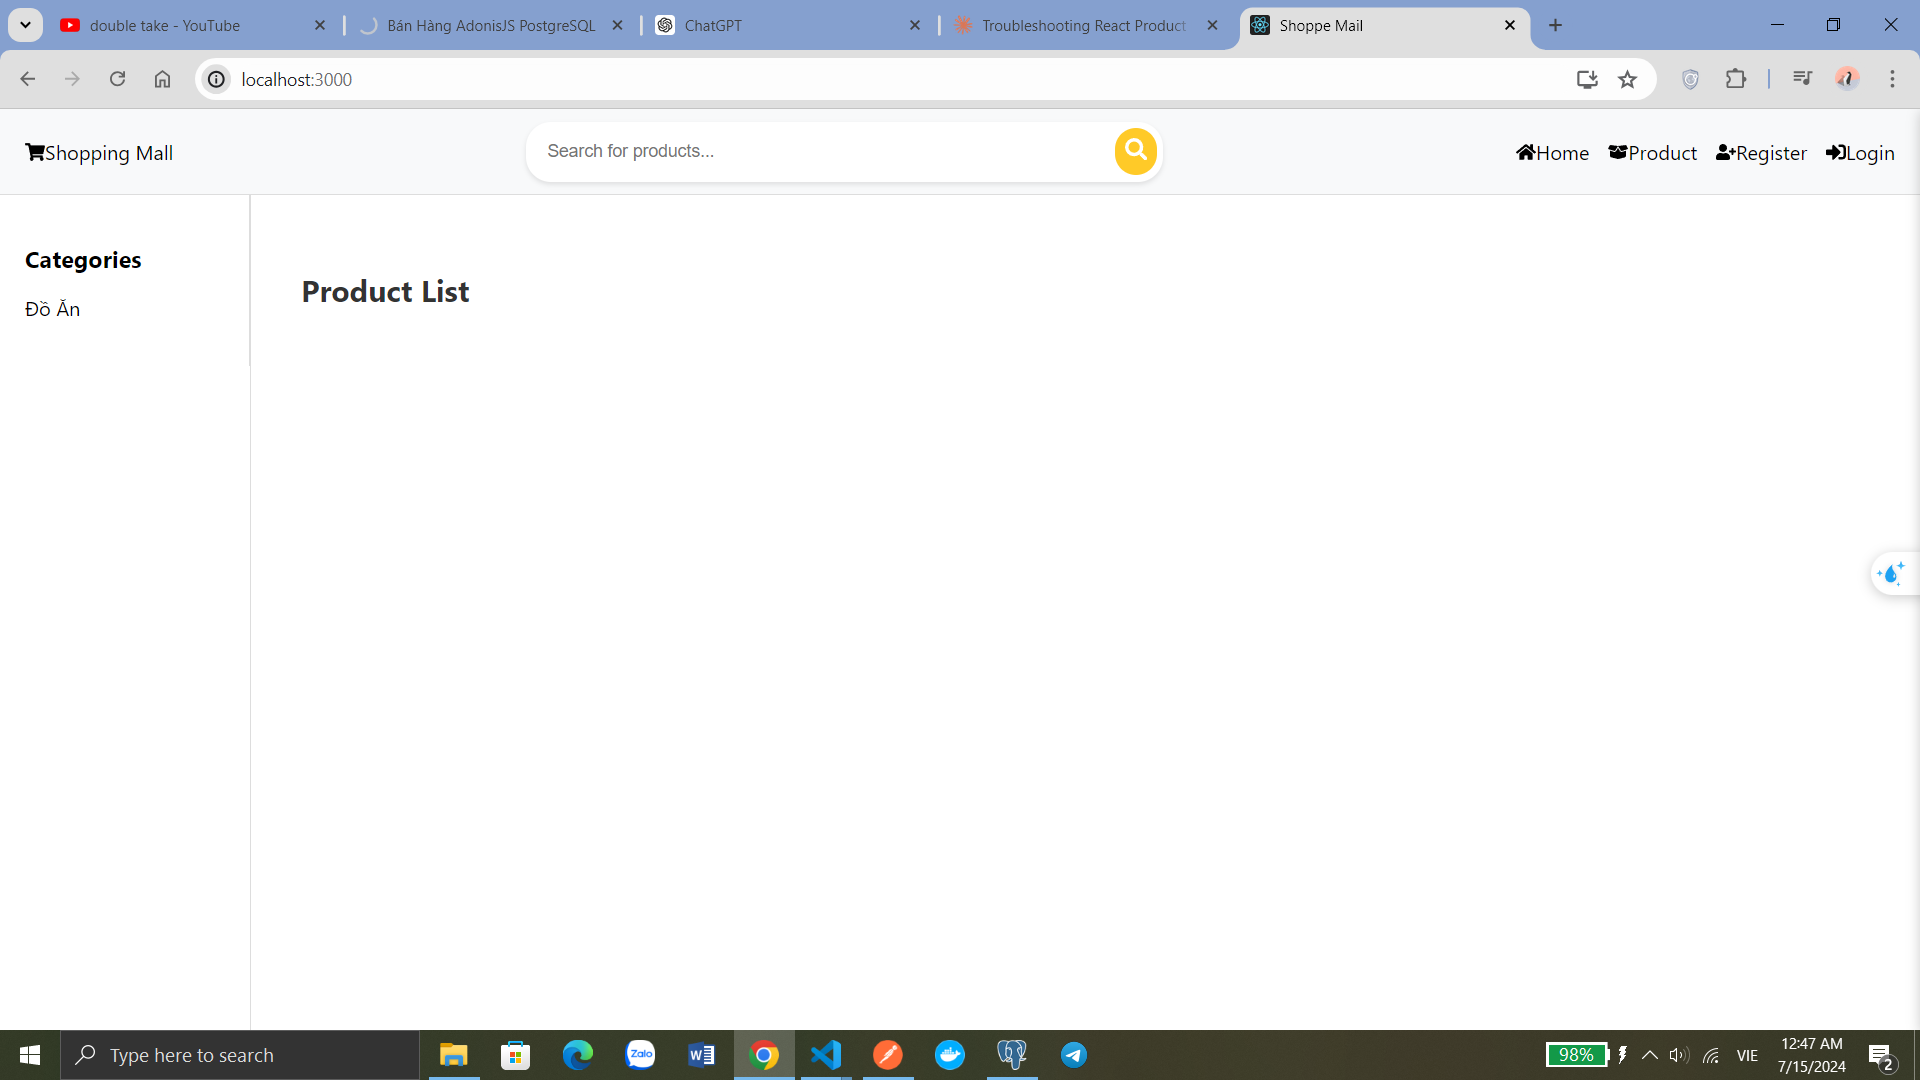 double take - YouTube
Bán Hàng AdonisJS PostgreSQL
ChatGPT
Troubleshooting React Product
Shoppe Mail
localhost:3000
Shopping Mall
Search for products...
Home
Product
Register
Login
Categories
Đồ Ăn
Product List
Type here to search
Zalo
W
98%
VIE
12:47 AM
7/15/2024
2